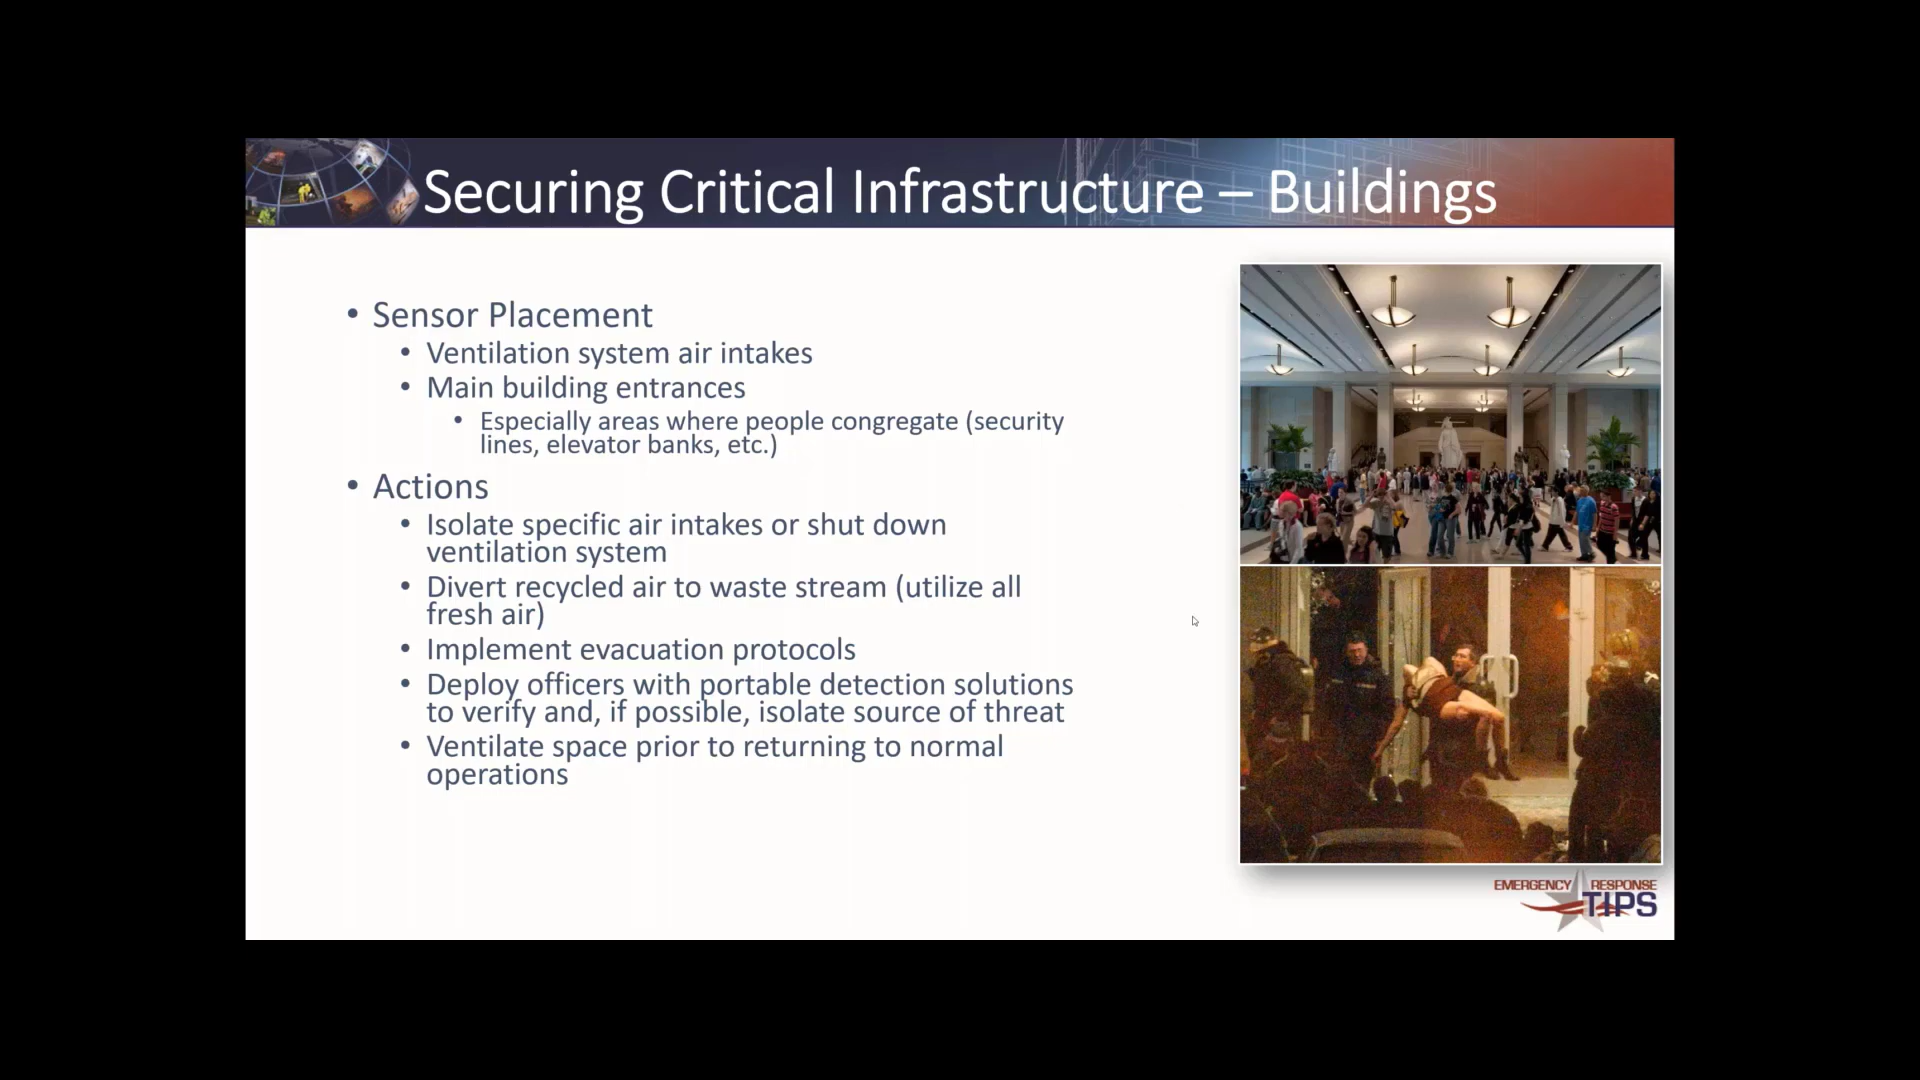 Securing Critical Infrastructure – Buildings
• Sensor Placement
• Ventilation system air intakes
• Main building entrances
• Especially areas where people congregate (security
lines, elevator banks, etc.)
• Actions
• Isolate specific air intakes or shut down
ventilation system
• Divert recycled air to waste stream (utilize all
fresh air)
• Implement evacuation protocols
• Deploy officers with portable detection solutions
to verify and, if possible, isolate source of threat
• Ventilate space prior to returning to normal
operations
EMERGENCY RESPONSE
TIPS